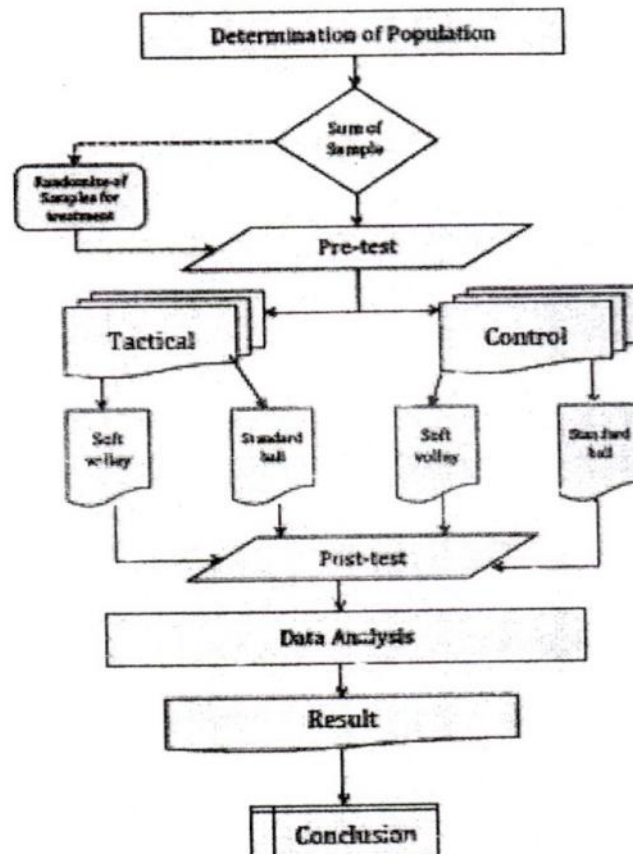 Determination of Population
Sum of
Sample
Randomize of
Samples for
treatment
Pre-test
Tactical
Control
Soft
volley
Standard
ball
Soft
volley
Standard
ball
Post-test
Data Analysis
Result
Conclusion